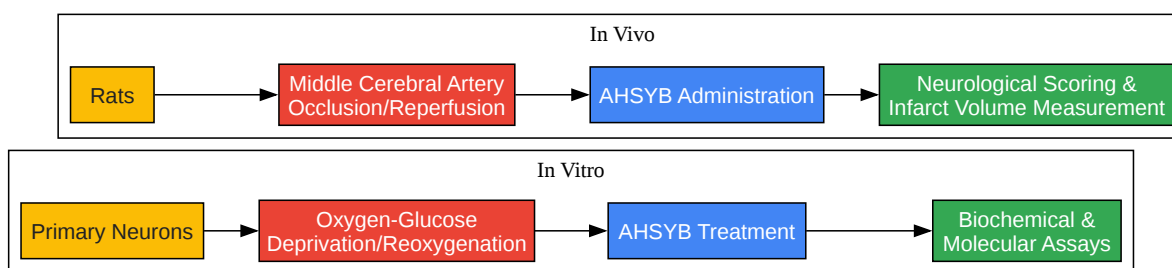 In Vivo
Rats
Middle Cerebral Artery
Occlusion/Reperfusion
AHSYB Administration
Neurological Scoring &
Infarct Volume Measurement
In Vitro
Primary Neurons
Oxygen-Glucose
Deprivation/Reoxygenation
AHSYB Treatment
Biochemical &
Molecular Assays